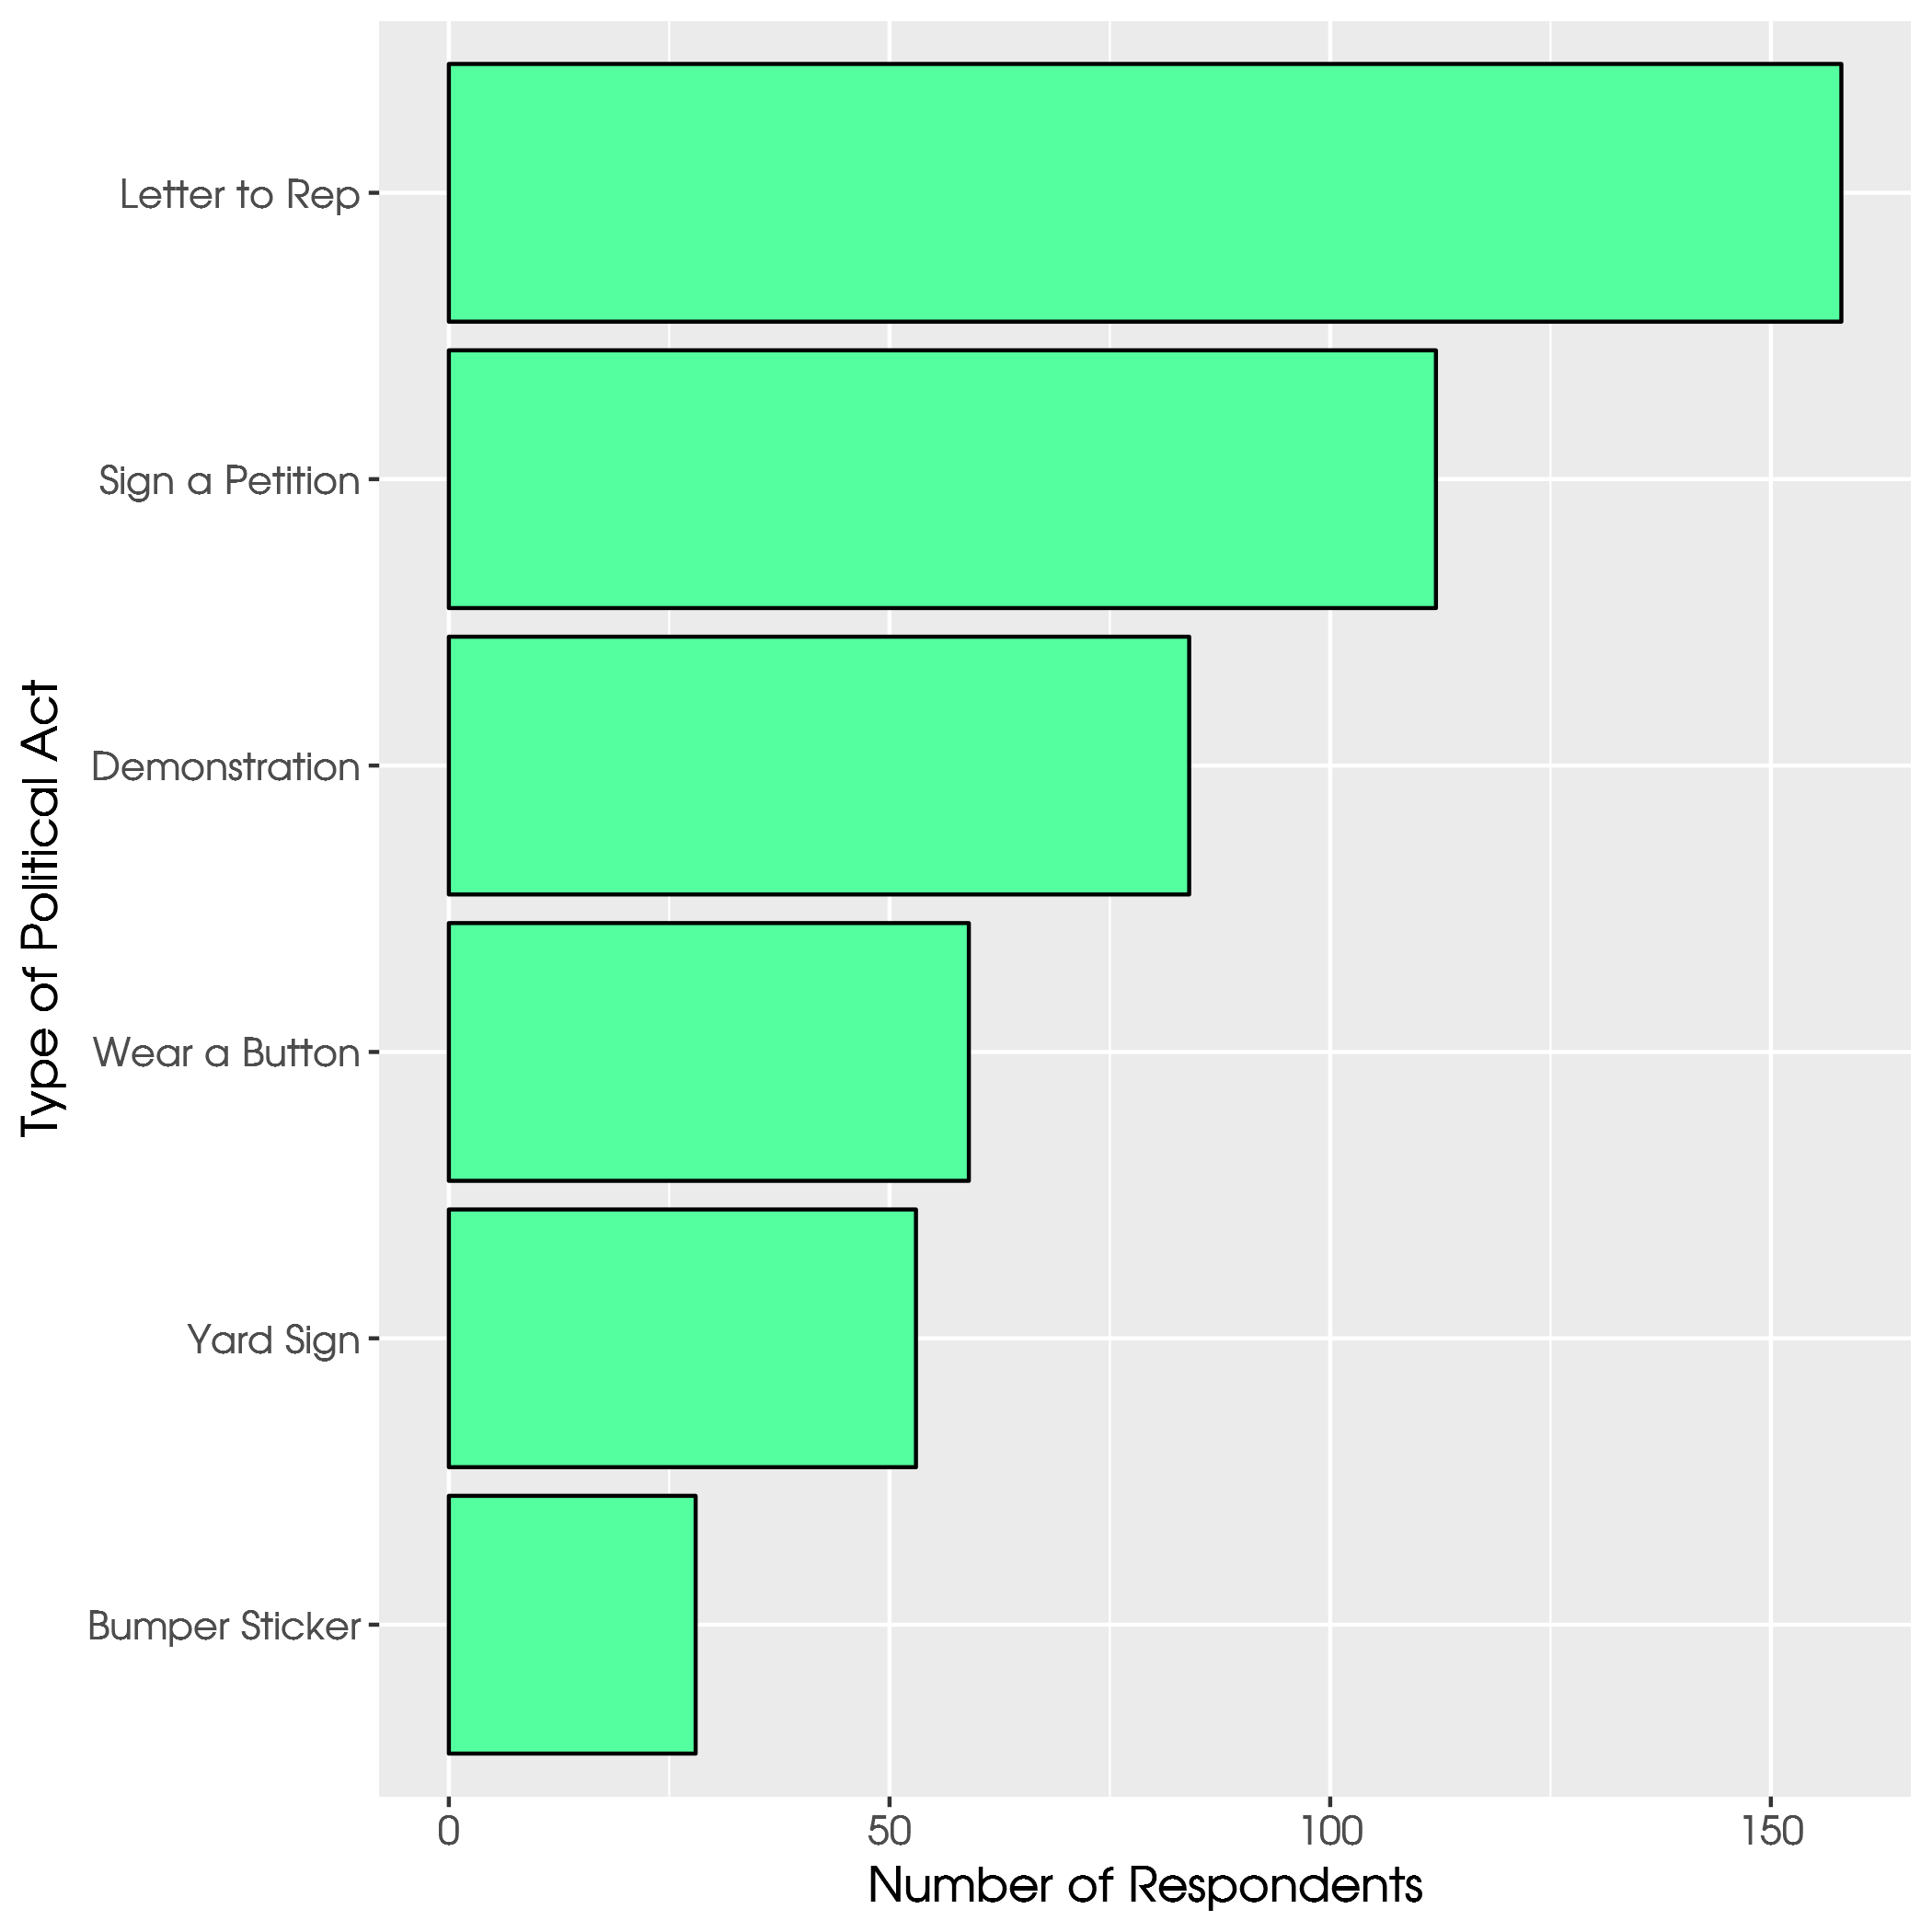 Type of Political Act
Letter to Rep
Sign a Petition
Demonstration
Wear a Button
Yard Sign
Bumper Sticker
0 50 100 150
Number of Respondents